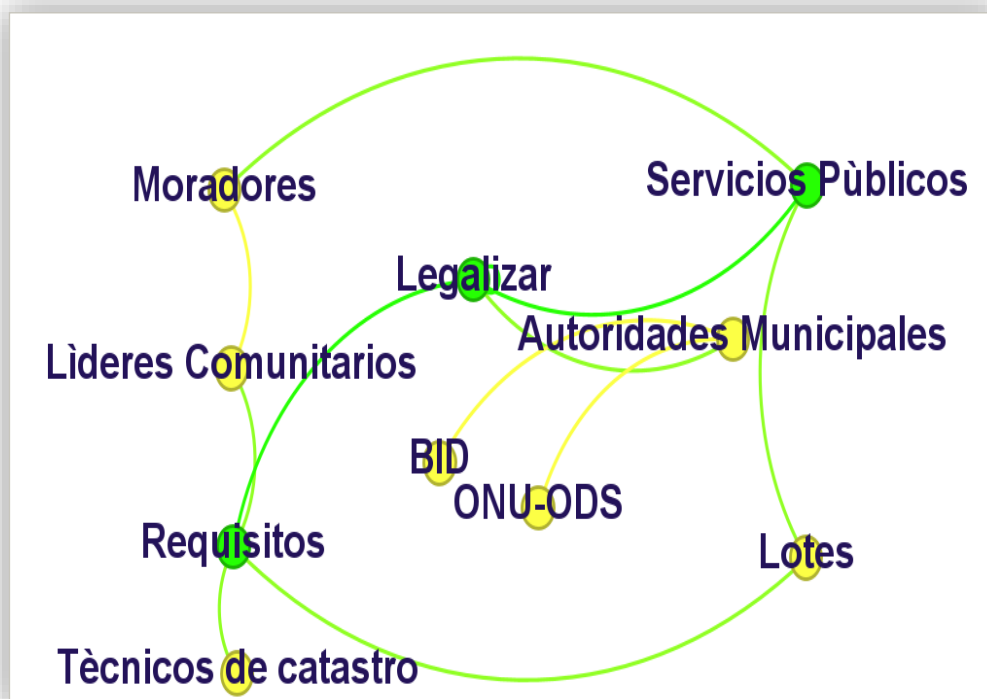 Moradores
Servicios Pùblicos
Legalizar
Autoridades Municipales
Lìderes Comunitarios
BID
ONU-ODS
Requisitos
Lotes
Tècnicos de catastro